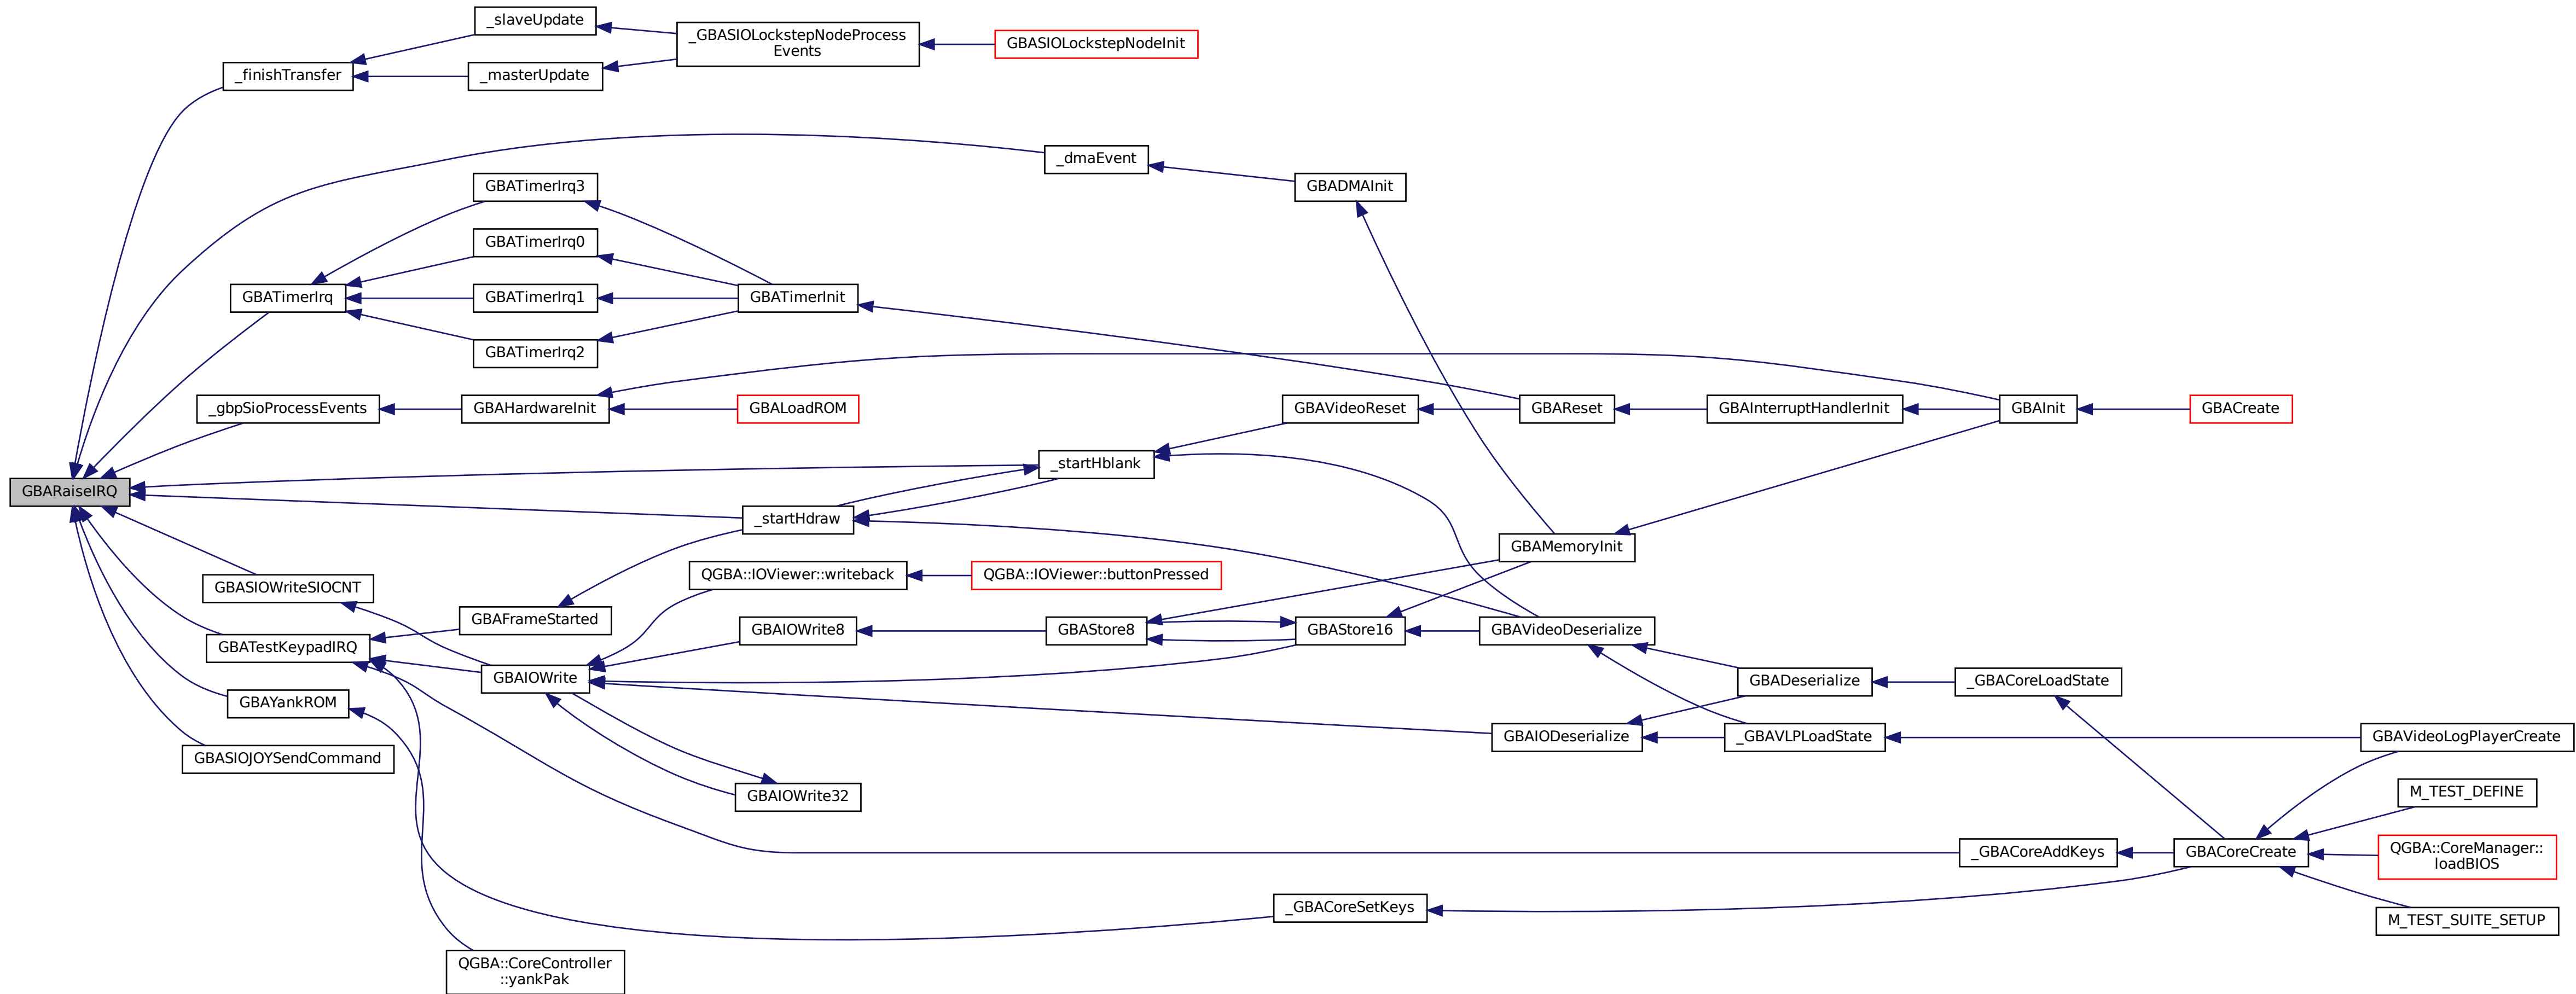 _slaveUpdate
_GBASIOLockstepNodeProcess
Events
GBASIOLockstepNodeInit
_finishTransfer
_masterUpdate
_dmaEvent
GBADMAInit
GBATimerIrq3
GBATimerIrq0
GBATimerIrq
GBATimerIrq1
GBATimerInit
GBATimerIrq2
_gbpSioProcessEvents
GBAHardwareInit
GBALoadROM
GBAVideoReset
GBAReset
GBAInterruptHandlerInit
GBAInit
GBACreate
_startHblank
GBARaiseIRQ
_startHdraw
GBAMemoryInit
QGBA::IOViewer::writeback
QGBA::IOViewer::buttonPressed
GBASIOWriteSIOCNT
GBAFrameStarted
GBAIOWrite8
GBAStore8
GBAStore16
GBAVideoDeserialize
GBATestKeypadIRQ
GBAIOWrite
GBADeserialize
_GBACoreLoadState
GBAYankROM
GBAIODeserialize
_GBAVLPLoadState
GBAVideoLogPlayerCreate
GBASIOJOYSendCommand
GBAIOWrite32
M_TEST_DEFINE
_GBACoreAddKeys
GBACoreCreate
QGBA::CoreManager::
loadBIOS
_GBACoreSetKeys
M_TEST_SUITE_SETUP
QGBA::CoreController
::yankPak